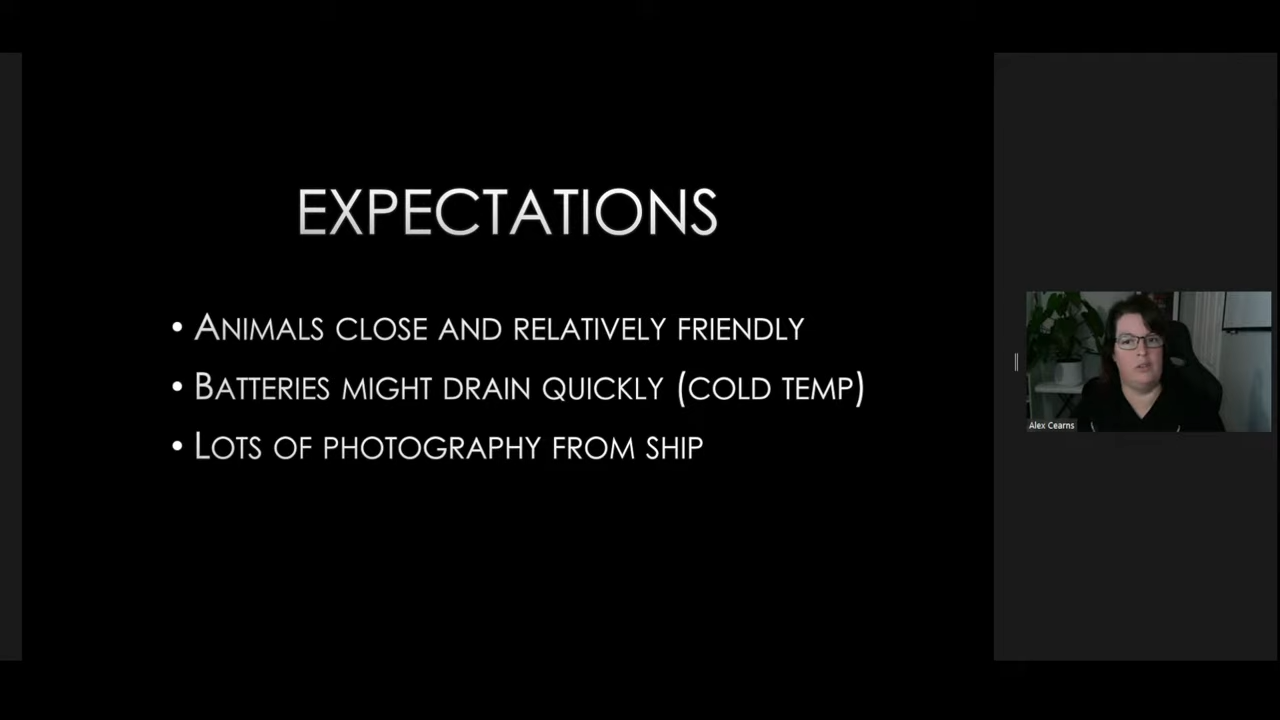 EXPECTATIONS
• ANIMALS CLOSE AND RELATIVELY FRIENDLY
• BATTERIES MIGHT DRAIN QUICKLY (COLD TEMP)
• LOTS OF PHOTOGRAPHY FROM SHIP
Alex Cearns